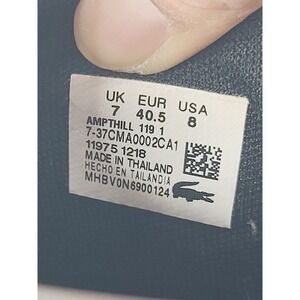 UK EUR USA
7 40.5 8
AMPTHILL 119 1
7-37CMA0002CA1
11975 1218
MADE IN THAILAND
HECHO EN TAILANDIA
MHBV0N6900124